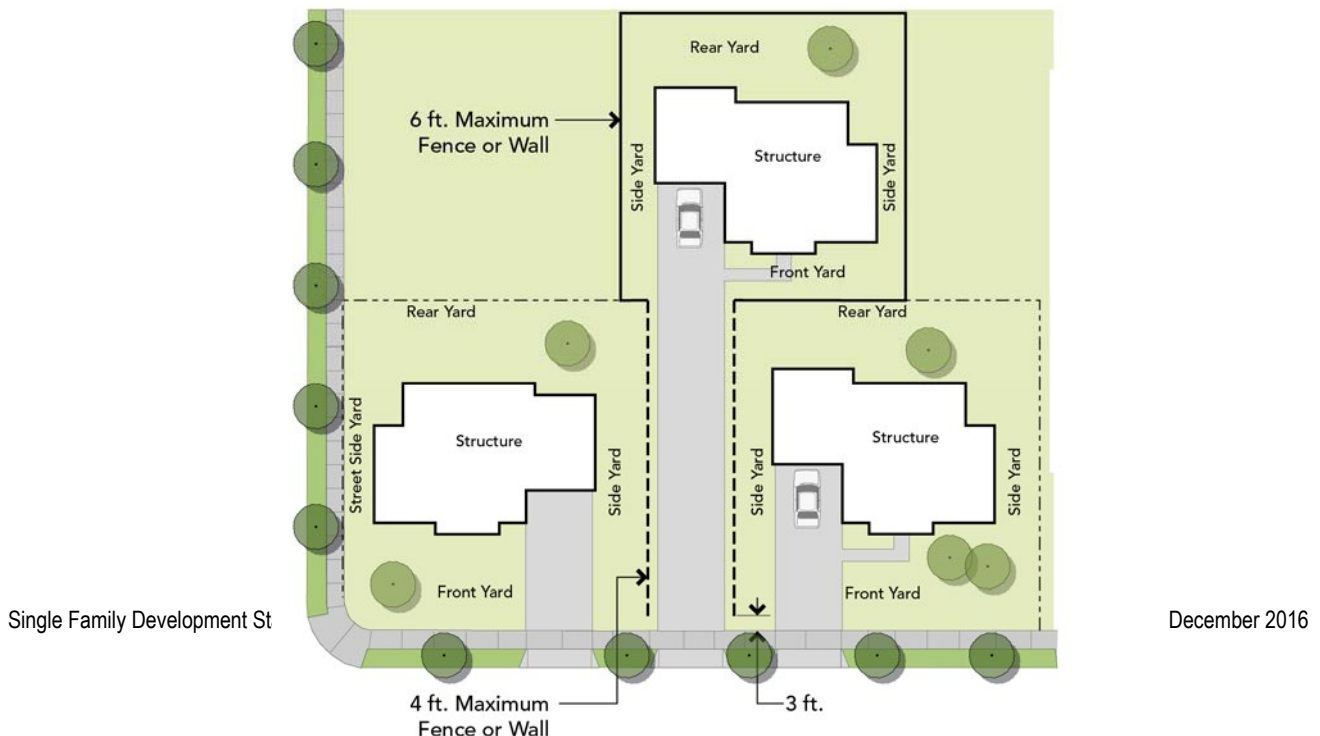 Rear Yard
6 ft. Maximum
Fence or Wall
Side Yard
Structure
Side Yard
Front Yard
Rear Yard
Rear Yard
Street Side Yard
Structure
Side Yard
Side Yard
Structure
Side Yard
Front Yard
Front Yard
Single Family Development
December 2016
4 ft. Maximum
Fence or Wall
3 ft.